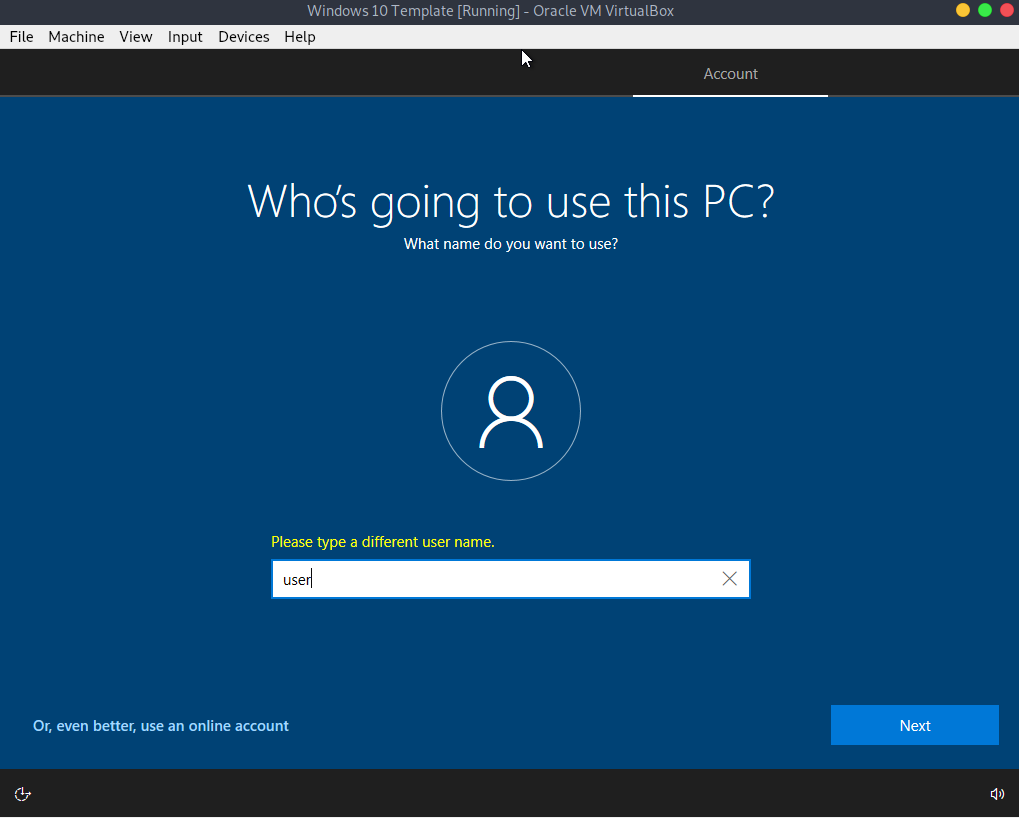 Windows 10 Template [Running] - Oracle VM VirtualBox
File Machine View Input Devices Help
Account
Who's going to use this PC?
What name do you want to use?
Please type a different user name.
user
Or, even better, use an online account
Next